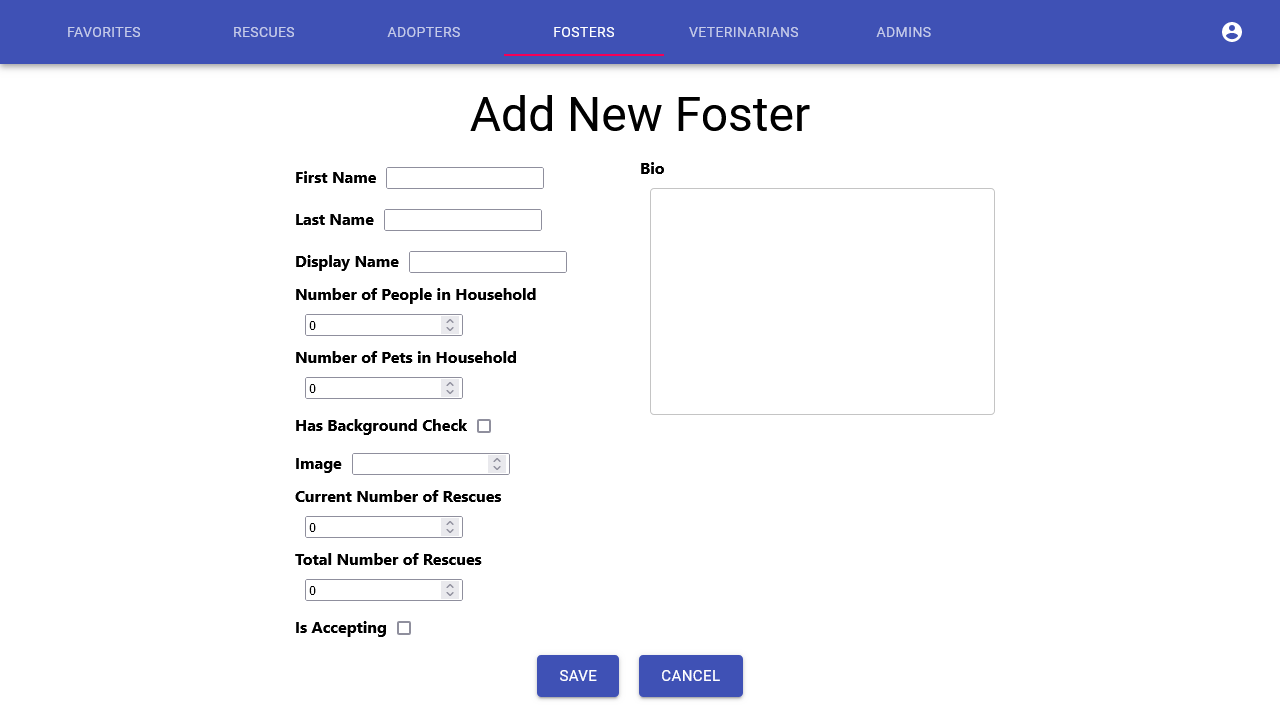 FAVORITES RESCUES ADOPTERS FOSTERS VETERINARIANS ADMINS
Add New Foster
First Name
Last Name
Display Name
Number of People in Household
0
Number of Pets in Household
0
Has Background Check
Image
Current Number of Rescues
0
Total Number of Rescues
0
Is Accepting
Bio
SAVE CANCEL